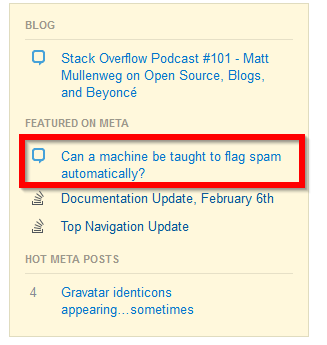 BLOG
Stack Overflow Podcast #101 - Matt
Mullenweg on Open Source, Blogs,
and Beyoncé
FEATURED ON META
Can a machine be taught to flag spam
automatically?
Documentation Update, February 6th
Top Navigation Update
HOT META POSTS
4 Gravatar identicons
appearing…sometimes